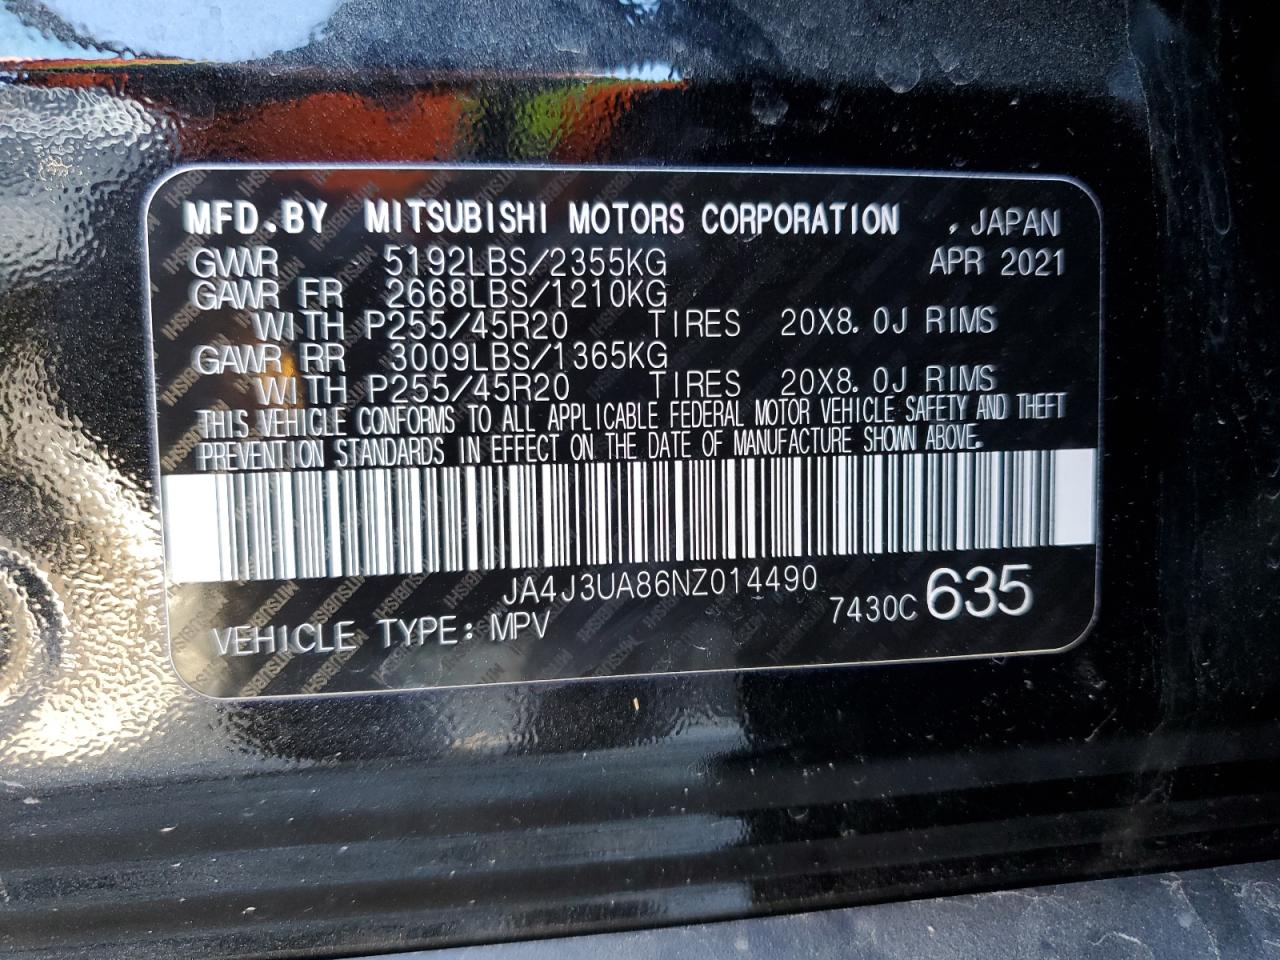 MFD.BY MITSUBISHI MOTORS CORPORATION , JAPAN
GVWR 5192LBS/2355KG APR 2021
GAWR FR 2668LBS/1210KG
WITH P255/45R20 TIRES 20X8.0J RIMS
GAWR RR 3009LBS/1365KG
WITH P255/45R20 TIRES 20X8.0J RIMS
THIS VEHICLE CONFORMS TO ALL APPLICABLE FEDERAL MOTOR VEHICLE SAFETY AND THEFT
PREVENTION STANDARDS IN EFFECT ON THE DATE OF MANUFACTURE SHOWN ABOVE.
JA4J3UA86NZ014490
VEHICLE TYPE: MPV 7430C 635